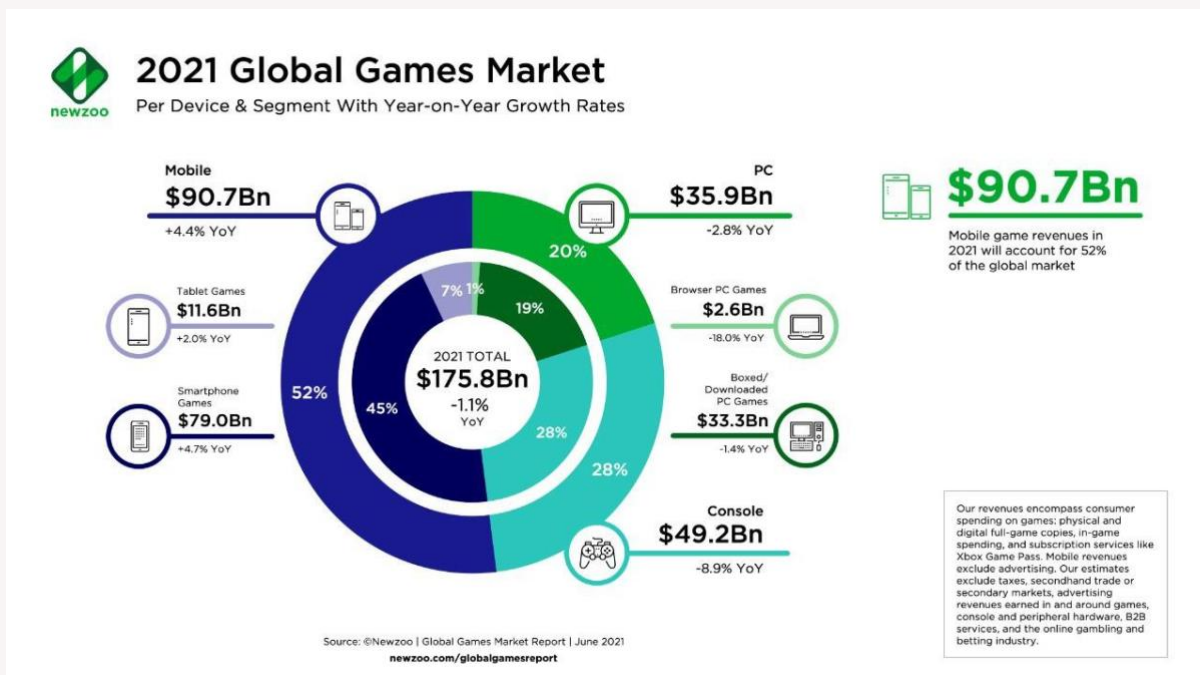 newzoo
2021 Global Games Market
Per Device & Segment With Year-on-Year Growth Rates
Mobile
$90.7Bn
+4.4% YoY
Tablet Games
$11.6Bn
+2.0% YoY
Smartphone
Games
$79.0Bn
+4.7% YoY
52%
20%
28%
7%
1%
19%
45%
28%
2021 TOTAL
$175.8Bn
-1.1%
YoY
PC
$35.9Bn
-2.8% YoY
Browser PC Games
$2.6Bn
-18.0% YoY
Boxed/
Downloaded
PC Games
$33.3Bn
-1.4% YoY
Console
$49.2Bn
-8.9% YoY
$90.7Bn
Mobile game revenues in
2021 will account for 52%
of the global market
Our revenues encompass consumer
spending on games: physical and
digital full-game copies, in-game
spending, and subscription services like
Xbox Game Pass. Mobile revenues
exclude advertising. Our estimates
exclude taxes, secondhand trade or
secondary markets, advertising
revenues earned in and around games,
console and peripheral hardware, B2B
services, and the online gambling and
betting industry.
Source: ©Newzoo | Global Games Market Report | June 2021
newzoo.com/globalgamesreport